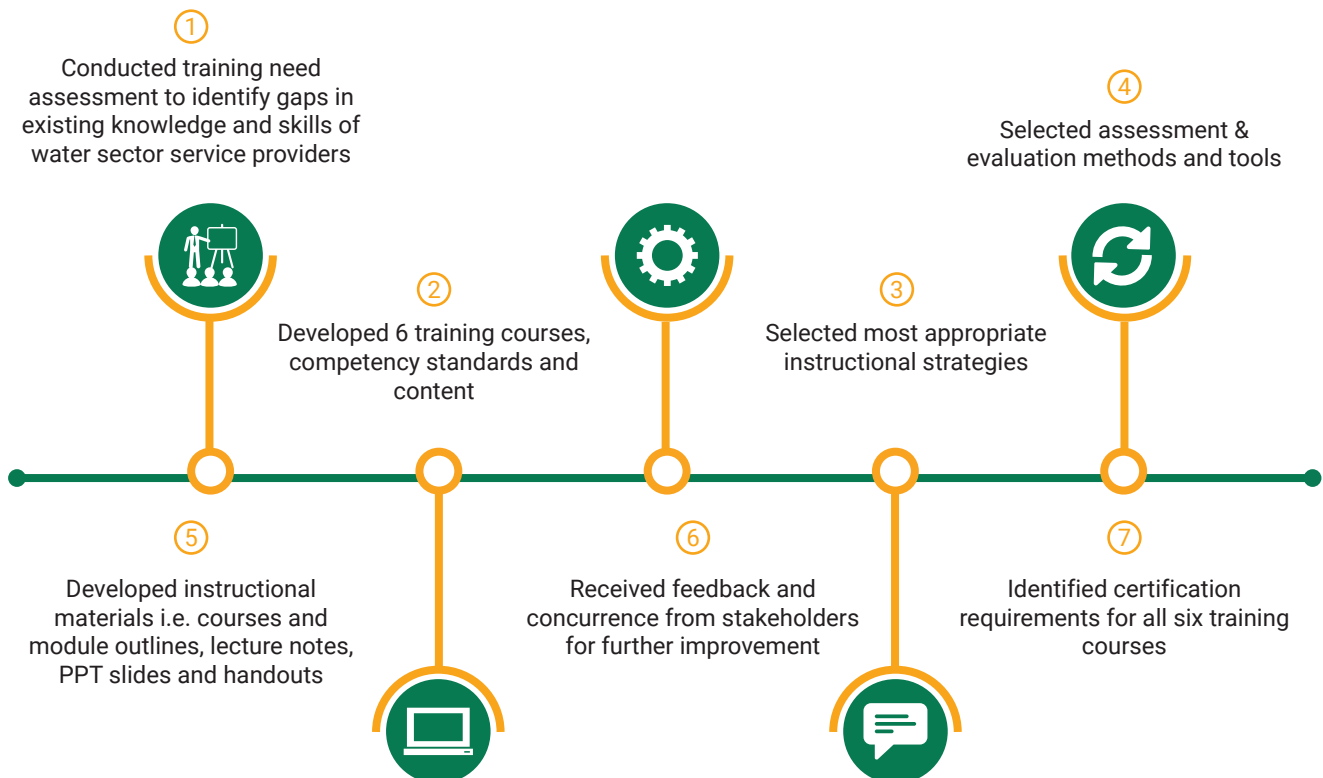 1
Conducted training need
assessment to identify gaps in
existing knowledge and skills of
water sector service providers
2
Developed 6 training courses,
competency standards and
content
3
Selected most appropriate
instructional strategies
4
Selected assessment &
evaluation methods and tools
5
Developed instructional
materials i.e. courses and
module outlines, lecture notes,
PPT slides and handouts
6
Received feedback and
concurrence from stakeholders
for further improvement
7
Identified certification
requirements for all six training
courses